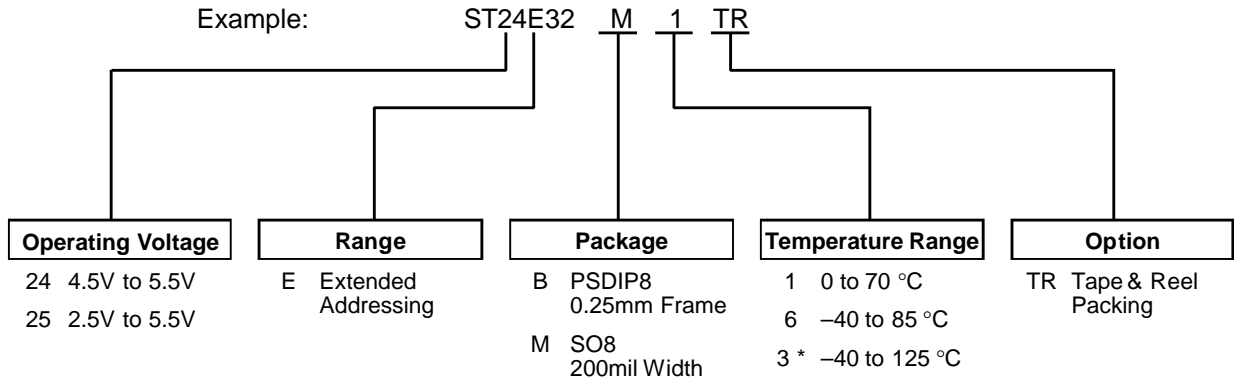 Example: ST24E32 M 1 TR
Operating Voltage
24 4.5V to 5.5V
25 2.5V to 5.5V
Range
E Extended
Addressing
Package
B PSDIP8
0.25mm Frame
M SO8
200mil Width
Temperature Range
1 0 to 70 °C
6 –40 to 85 °C
3 * –40 to 125 °C
Option
TR Tape & Reel
Packing